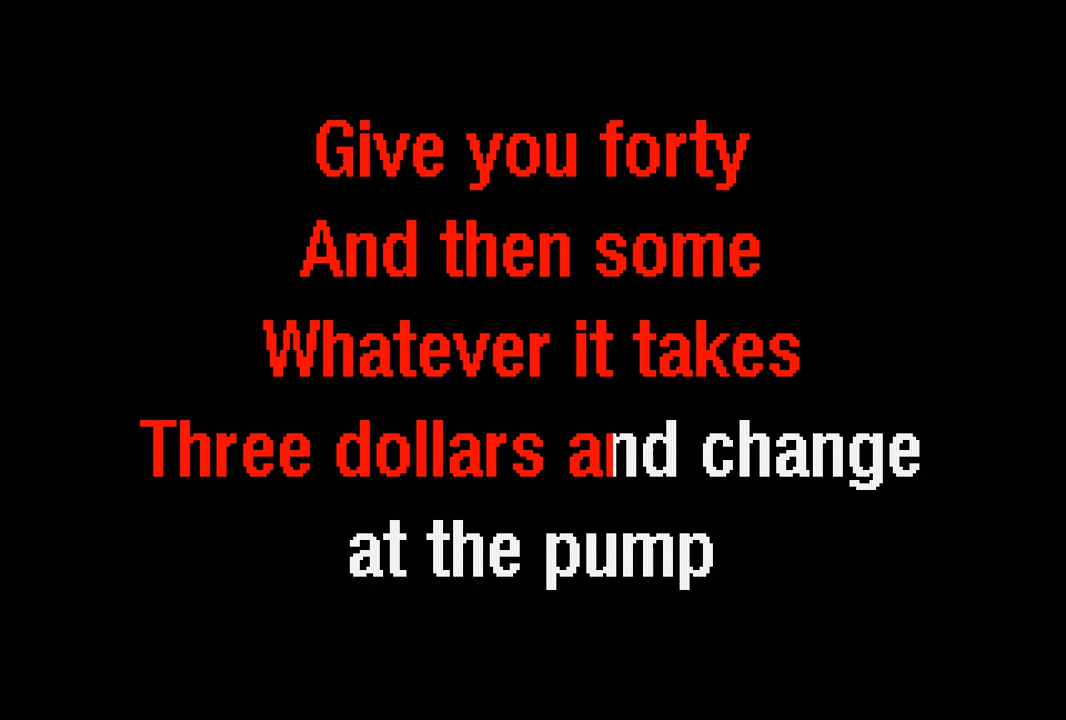 Give you forty
And then some
Whatever it takes
Three dollars and change
at the pump